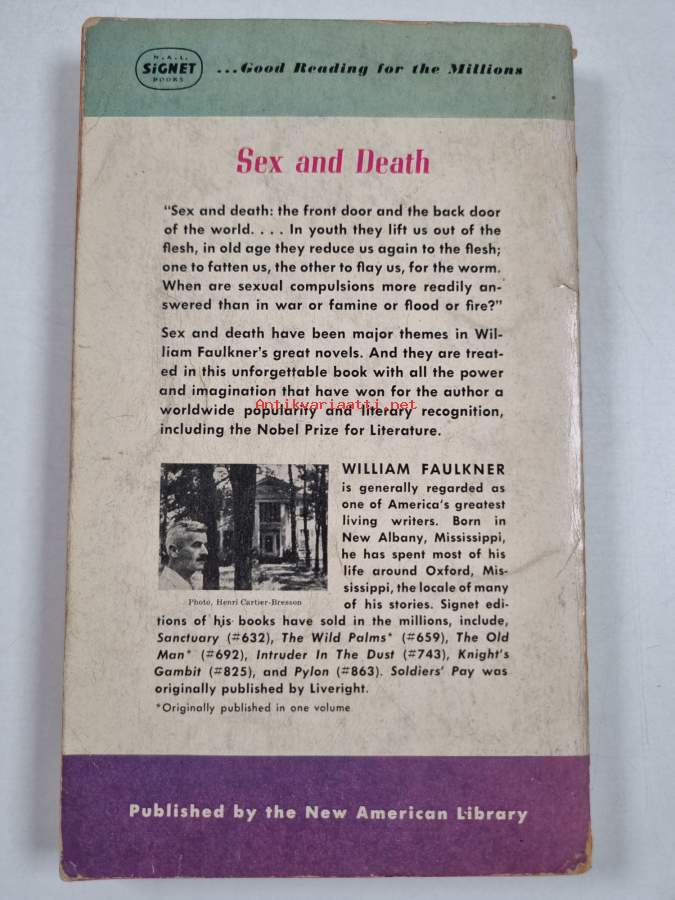 N.A.L.
SiGNET
BOOKS
...Good Reading for the Millions
Sex and Death
"Sex and death: the front door and the back door
of the world. . . . In youth they lift us out of the
flesh, in old age they reduce us again to the flesh;
one to fatten us, the other to flay us, for the worm.
When are sexual compulsions more readily an-
swered than in war or famine or flood or fire?"
Sex and death have been major themes in Wil-
liam Faulkner's great novels. And they are treat-
ed in this unforgettable book with all the power
and imagination that have won for the author a
worldwide popularity and literary recognition,
Antikvariaatti.net
including the Nobel Prize for Literature.
WILLIAM FAULKNER
is generally regarded as
one of America's greatest
living writers. Born in
New Albany, Mississippi,
he has spent most of his
life around Oxford, Mis-
sissippi, the locale of many
of his stories. Signet edi-
Photo, Henri Cartier-Bresson
tions of his books have sold in the millions, include,
Sanctuary (#632), The Wild Palms* (#659), The Old
Man* (#692), Intruder In The Dust (#743), Knight's
Gambit (#825), and Pylon (#863). Soldiers' Pay was
originally published by Liveright.
*Originally published in one volume
Published by the New American Library